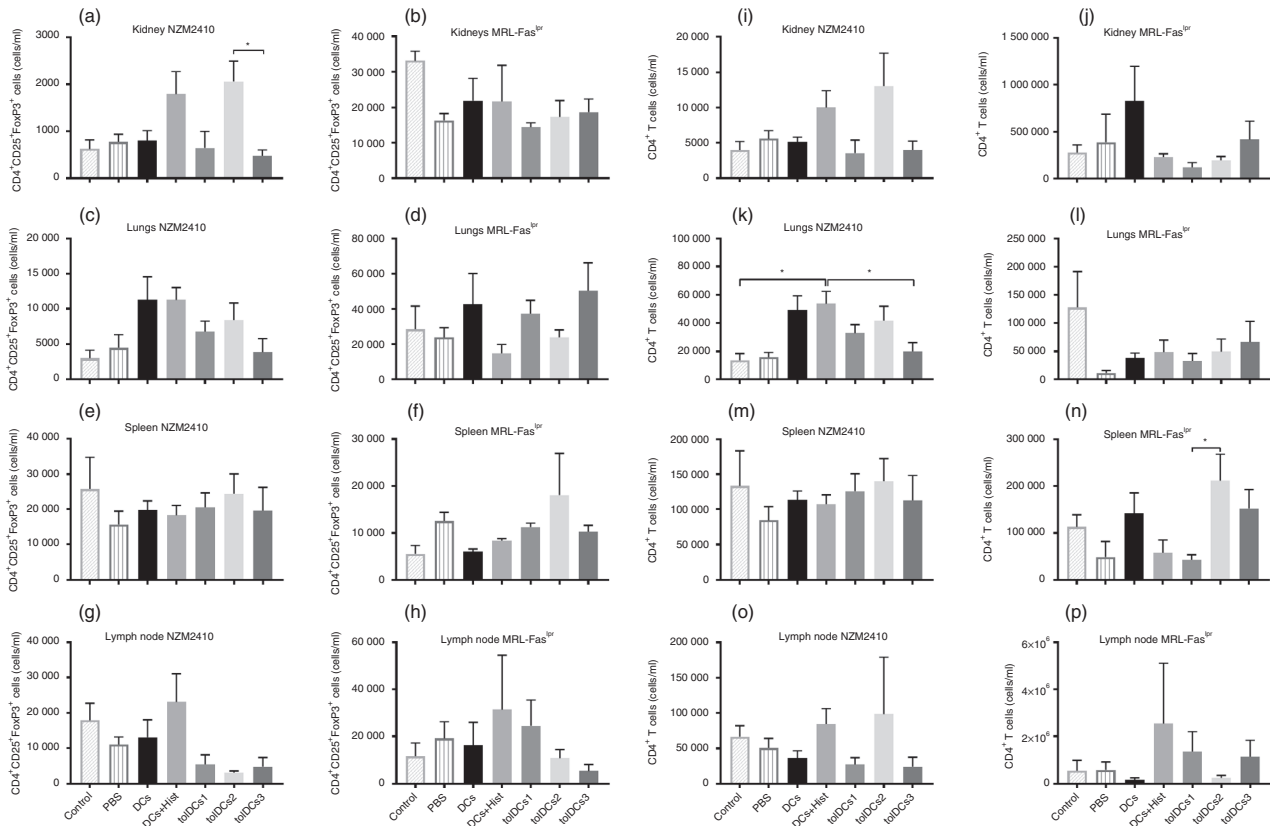 (a)
Kidney NZM2410
CD4⁺CD25⁺FoxP3⁺ cells (cells/ml)
3000
2000
1000
0
*
(b)
Kidneys MRL-Fasˡᵖʳ
CD4⁺CD25⁺FoxP3⁺ cells (cells/ml)
40 000
30 000
20 000
10 000
0
(i)
Kidney NZM2410
CD4⁺ T cells (cells/ml)
20 000
15 000
10 000
5000
0
(j)
Kidney MRL-Fasˡᵖʳ
CD4⁺ T cells (cells/ml)
1 500 000
1 000 000
500 000
0
(c)
Lungs NZM2410
CD4⁺CD25⁺FoxP3⁺ cells (cells/ml)
20 000
15 000
10 000
5000
0
(d)
Lungs MRL-Fasˡᵖʳ
CD4⁺CD25⁺FoxP3⁺ cells (cells/ml)
80 000
60 000
40 000
20 000
0
(k)
Lungs NZM2410
CD4⁺ T cells (cells/ml)
100 000
80 000
60 000
40 000
20 000
0
*
*
(l)
Lungs MRL-Fasˡᵖʳ
CD4⁺ T cells (cells/ml)
250 000
200 000
150 000
100 000
50 000
0
(e)
Spleen NZM2410
CD4⁺CD25⁺FoxP3⁺ cells (cells/ml)
40 000
30 000
20 000
10 000
0
(f)
Spleen MRL-Fasˡᵖʳ
CD4⁺CD25⁺FoxP3⁺ cells (cells/ml)
30 000
20 000
10 000
0
(m)
Spleen NZM2410
CD4⁺ T cells (cells/ml)
200 000
150 000
100 000
50 000
0
(n)
Spleen MRL-Fasˡᵖʳ
CD4⁺ T cells (cells/ml)
300 000
200 000
100 000
0
*
(g)
Lymph node NZM2410
CD4⁺CD25⁺FoxP3⁺ cells (cells/ml)
40 000
30 000
20 000
10 000
0
Control
PBS
DCs
DCs+Hist
tolDCs1
tolDCs2
tolDCs3
(h)
Lymph node MRL-Fasˡᵖʳ
CD4⁺CD25⁺FoxP3⁺ cells (cells/ml)
60 000
40 000
20 000
0
Control
PBS
DCs
DCs+Hist
tolDCs1
tolDCs2
tolDCs3
(o)
Lymph node NZM2410
CD4⁺ T cells (cells/ml)
200 000
150 000
100 000
50 000
0
Control
PBS
DCs
DCs+Hist
tolDCs1
tolDCs2
tolDCs3
(p)
Lymph node MRL-Fasˡᵖʳ
CD4⁺ T cells (cells/ml)
6×10⁶
4×10⁶
2×10⁶
0
Control
PBS
DCs
DCs+Hist
tolDCs1
tolDCs2
tolDCs3